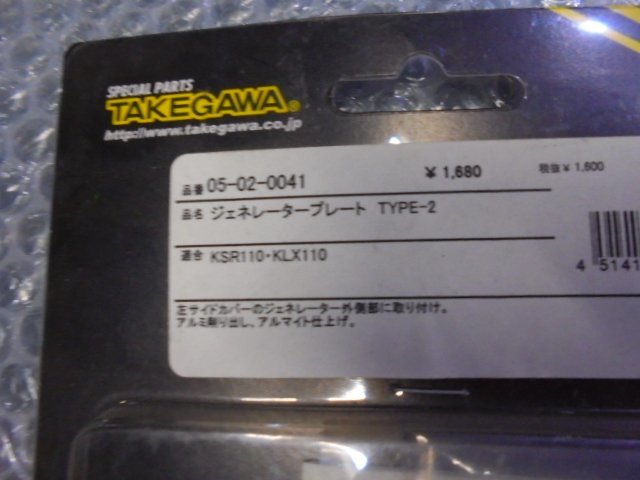 SPECIAL PARTS
TAKEGAWA®
http://www.takegawa.co.jp
品番 05-02-0041 ¥ 1,680 税抜 ¥ 1,600
品名 ジェネレータープレート TYPE-2
適合 KSR110・KLX110
4 5141
左サイドカバーのジェネレーター外側部に取り付け。
アルミ削り出し、アルマイト仕上げ。